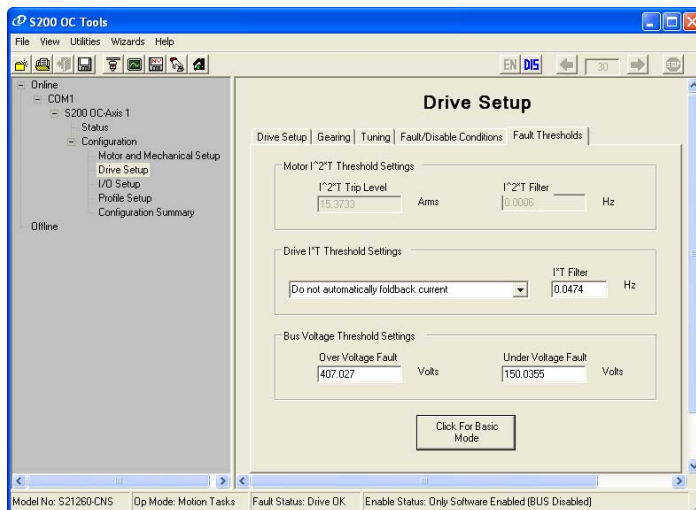 S200 OC Tools
File View Utilities Wizards Help
EN DIS 30 STOP
Online
COM1
S200 OC-Axis 1
Status
Configuration
Motor and Mechanical Setup
Drive Setup
I/O Setup
Profile Setup
Configuration Summary
Offline
Drive Setup
Drive Setup Gearing Tuning Fault/Disable Conditions Fault Thresholds
Motor I^2*T Threshold Settings
I^2*T Trip Level I^2*T Filter
15.3733 Arms 0.0006 Hz
Drive I*T Threshold Settings
I*T Filter
Do not automatically foldback current 0.0474 Hz
Bus Voltage Threshold Settings
Over Voltage Fault Under Voltage Fault
407.027 Volts 150.0355 Volts
Click For Basic
Mode
Model No: S21260-CNS Op Mode: Motion Tasks Fault Status: Drive OK Enable Status: Only Software Enabled (BUS Disabled)